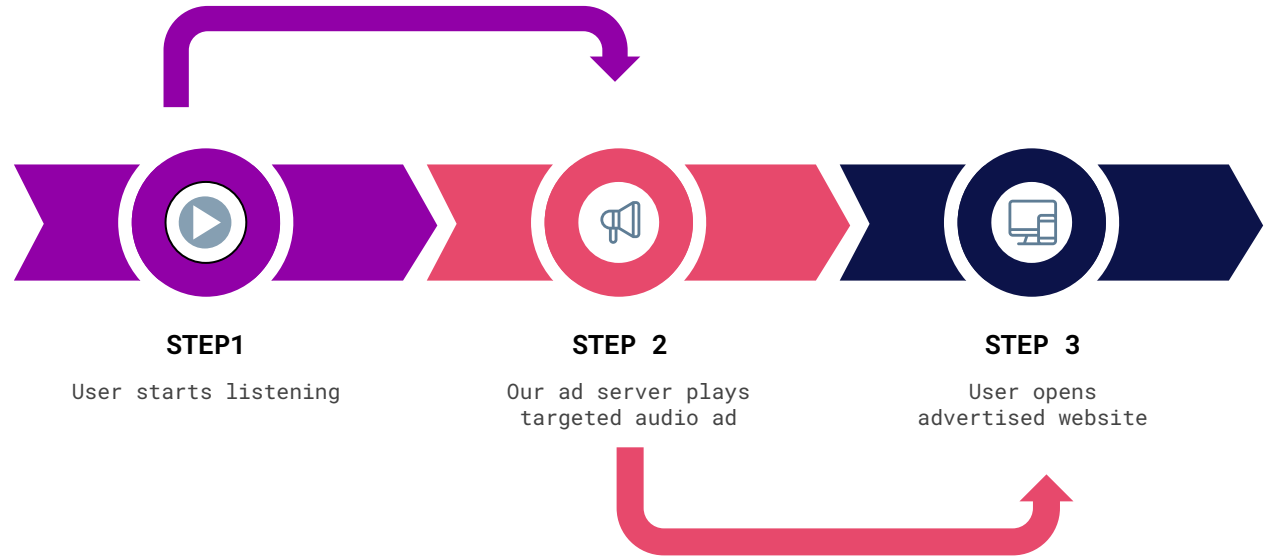 STEP1
User starts listening
STEP 2
Our ad server plays
targeted audio ad
STEP 3
User opens
advertised website